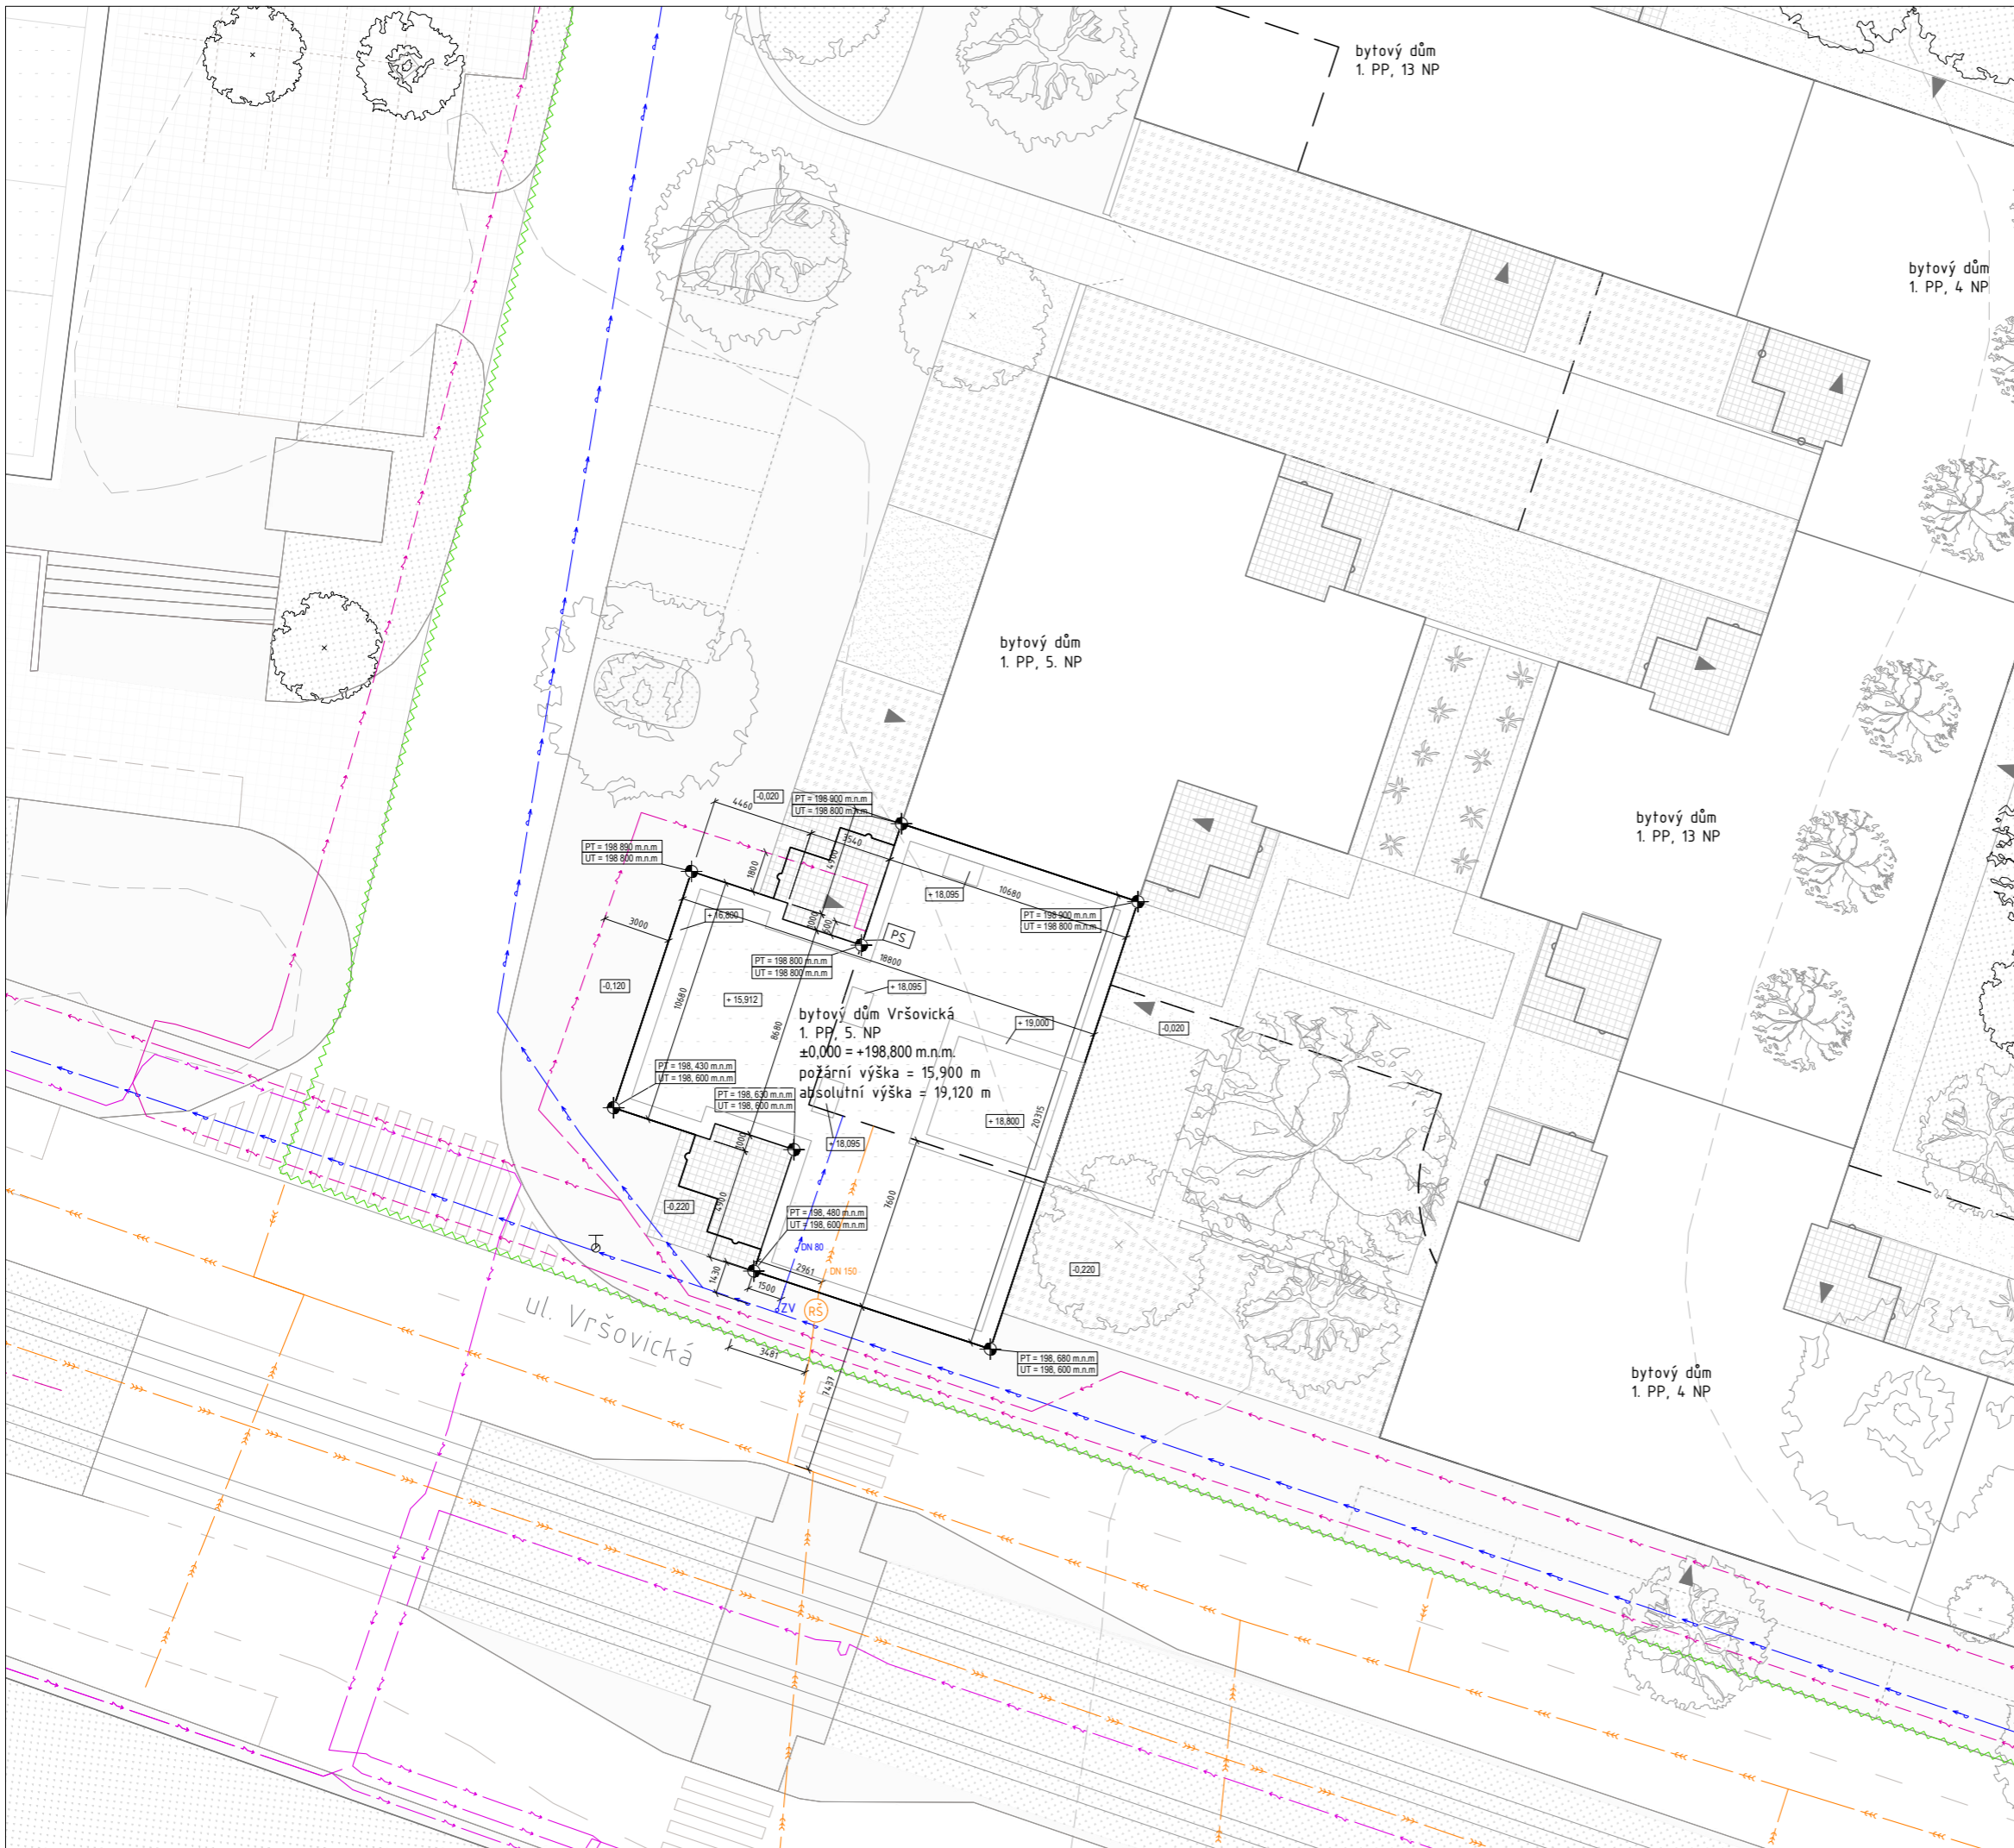 bytový dům
1. PP, 13 NP
bytový dům
1. PP, 4 NP
bytový dům
1. PP, 5. NP
bytový dům
1. PP, 13 NP
-0,020
4460
PT = 198 900 m.n.m
UT = 198 800 m.n.m
3540
4900
1800
PT = 198 890 m.n.m
UT = 198 800 m.n.m
+ 18,095
10680
+ 16,800
3000
PT = 198 900 m.n.m
UT = 198 800 m.n.m
PS
PT = 198 800 m.n.m
UT = 198 800 m.n.m
18800
-0,120
10680
+ 15,912
+ 18,095
8680
bytový dům Vršovická
1. PP, 5. NP
±0,000 = +198,800 m.n.m.
požární výška = 15,900 m
absolutní výška = 19,120 m
+ 19,000
-0,020
PT = 198, 430 m.n.m
UT = 198, 600 m.n.m
PT = 198, 630 m.n.m
UT = 198, 600 m.n.m
+ 18,800
20315
+ 18,095
4900
-0,220
7600
PT = 198, 480 m.n.m
UT = 198, 600 m.n.m
DN 80
DN 150
2961
1430
1500
-0,220
ZV
RŠ
ul. Vršovická
3481
7437
PT = 198, 680 m.n.m
UT = 198, 600 m.n.m
bytový dům
1. PP, 4 NP